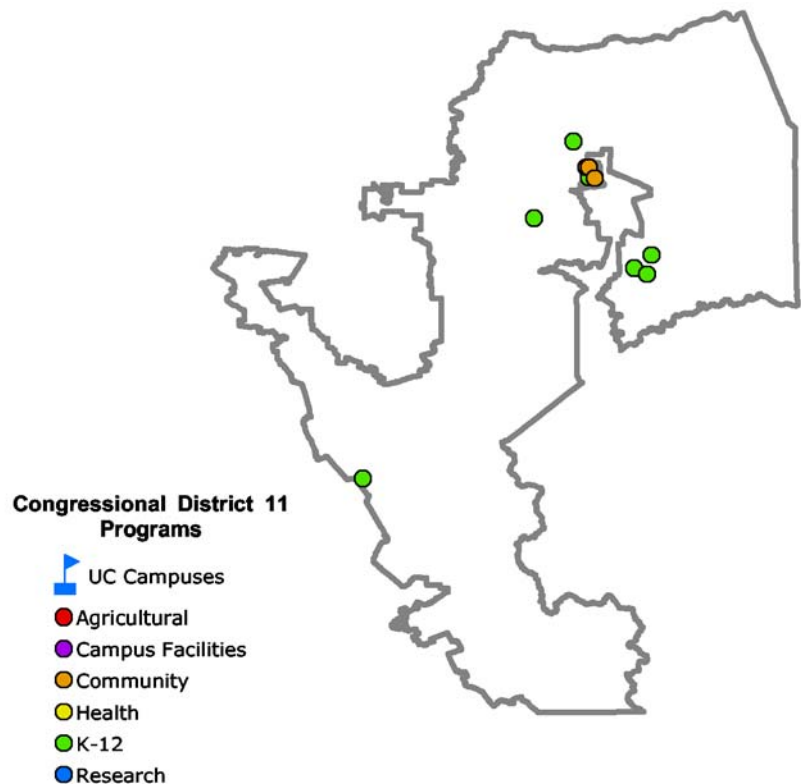 Congressional District 11
Programs
UC Campuses
Agricultural
Campus Facilities
Community
Health
K-12
Research